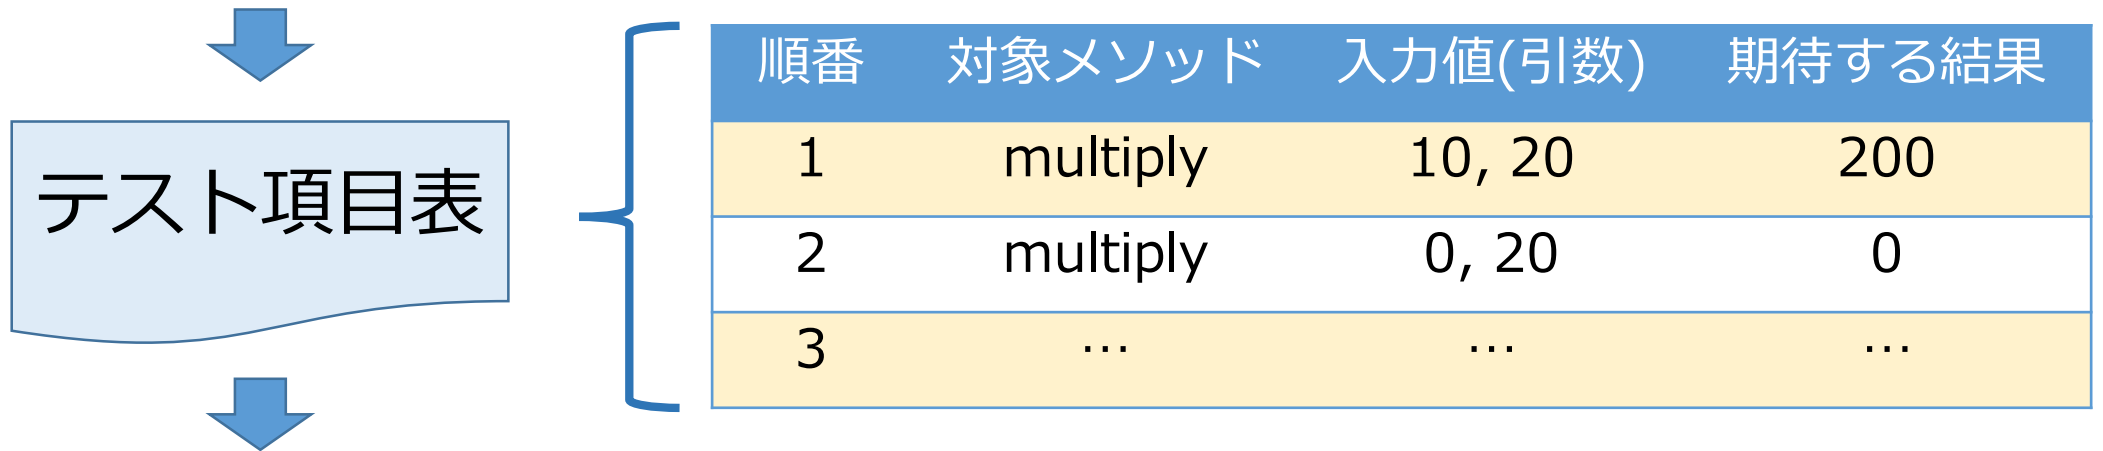 テスト項目表
順番 対象メソッド 入力値(引数) 期待する結果
1 multiply 10, 20 200
2 multiply 0, 20 0
3 … … …